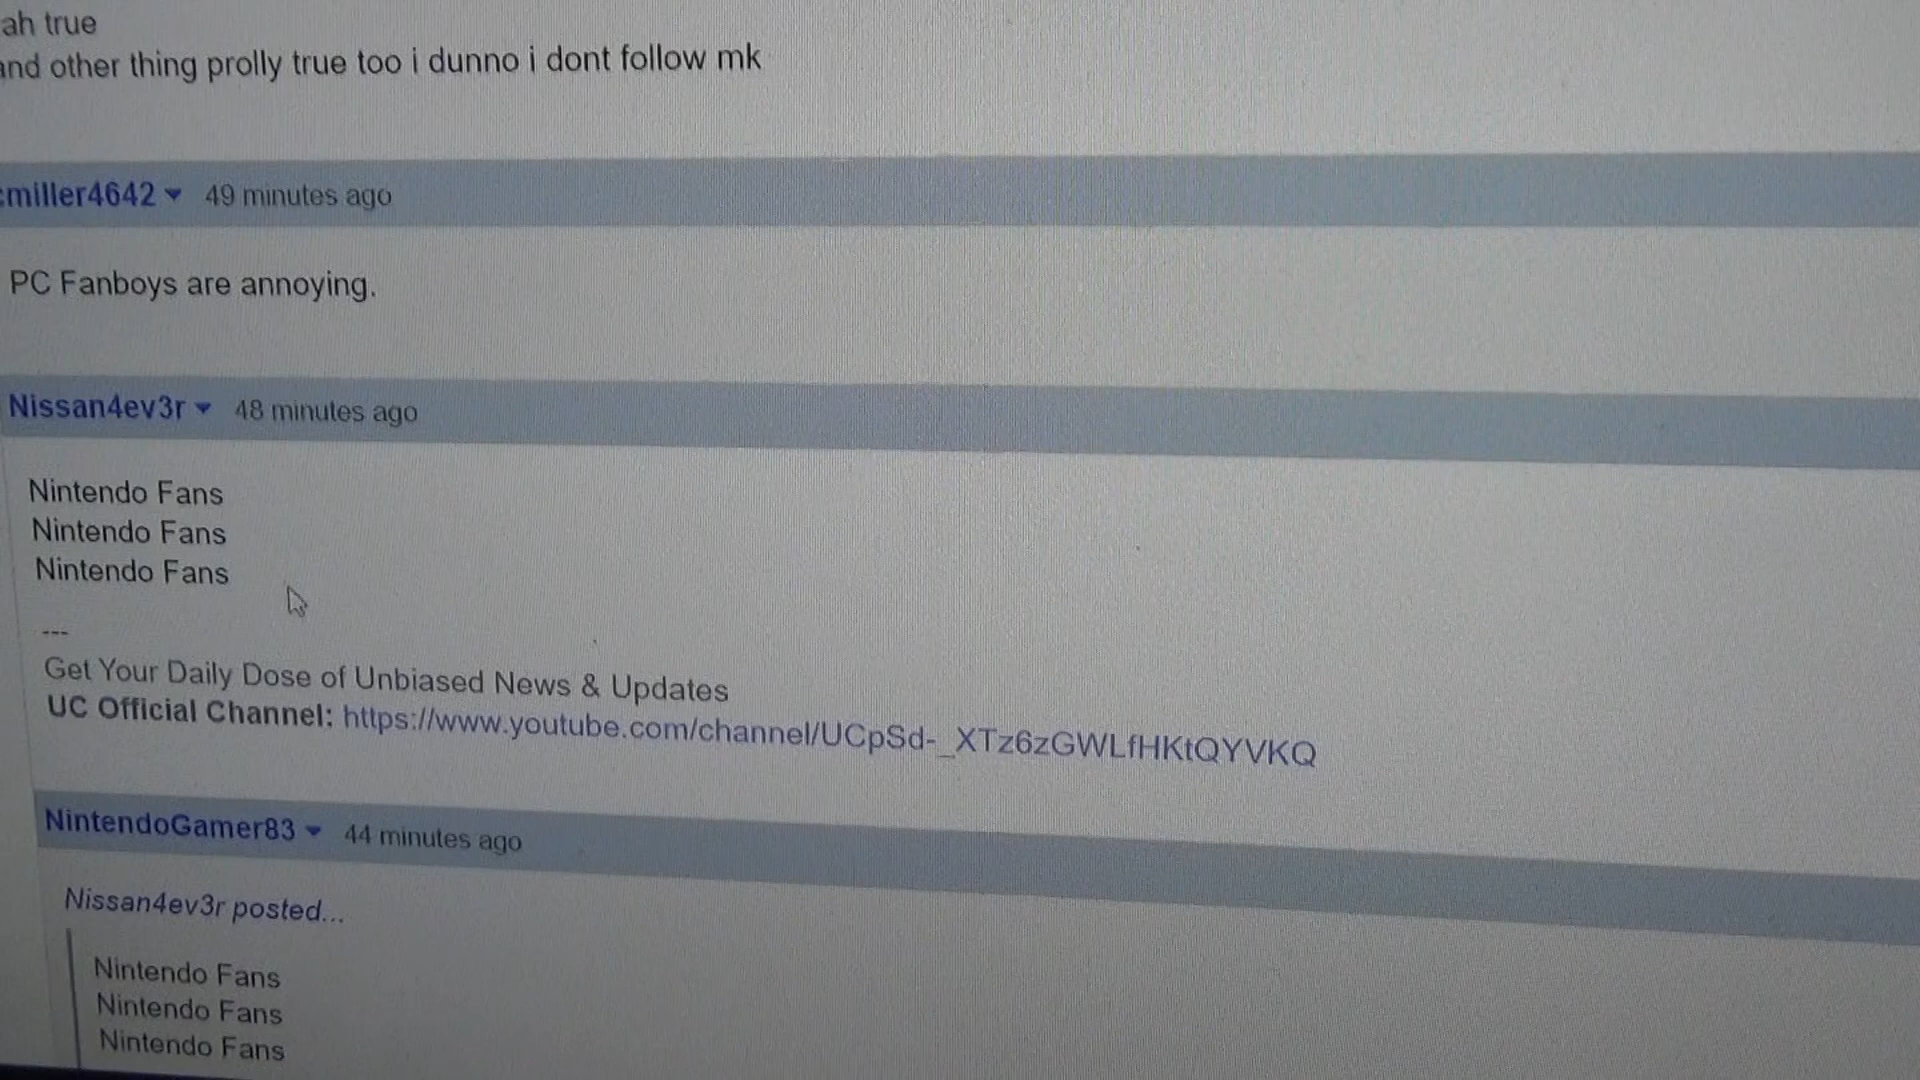 ah true
and other thing prolly true too i dunno i dont follow mk
cmiller4642 49 minutes ago
PC Fanboys are annoying.
Nissan4ev3r 48 minutes ago
Nintendo Fans
Nintendo Fans
Nintendo Fans
---
Get Your Daily Dose of Unbiased News & Updates
UC Official Channel: https://www.youtube.com/channel/UCpSd-_XTz6zGWLfHKtQYVKQ
NintendoGamer83 44 minutes ago
Nissan4ev3r posted...
Nintendo Fans
Nintendo Fans
Nintendo Fans